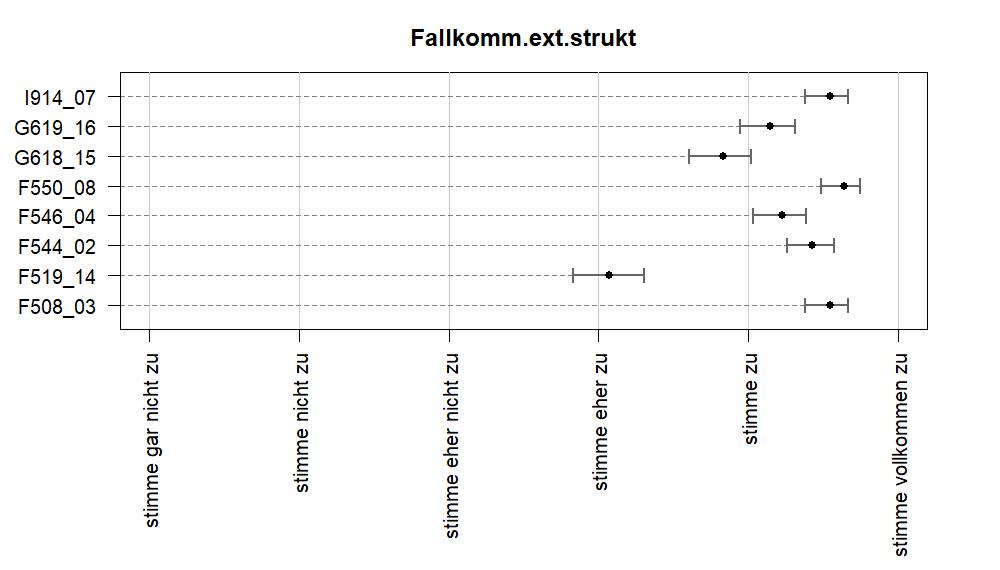 Fallkomm.ext.strukt
I914_07
G619_16
G618_15
F550_08
F546_04
F544_02
F519_14
F508_03
stimme gar nicht zu
stimme nicht zu
stimme eher nicht zu
stimme eher zu
stimme zu
stimme vollkommen zu